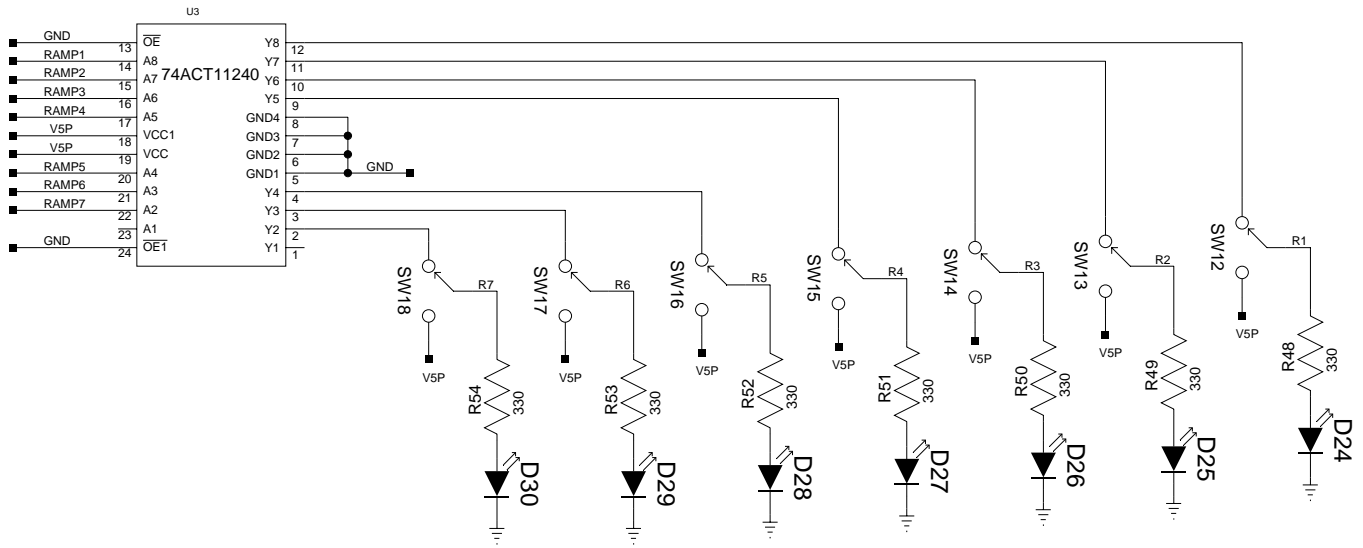 U3
74ACT11240
GND 13 OE Y8 12
RAMP1 14 A8 Y7 11
RAMP2 15 A7 Y6 10
RAMP3 16 A6 Y5 9
RAMP4 17 A5 GND4 8
V5P 18 VCC1 GND3 7
V5P 19 VCC GND2 6
RAMP5 20 A4 GND1 5 GND
RAMP6 21 A3 Y4 4
RAMP7 22 A2 Y3 3
23 A1 Y2 2
GND 24 OE1 Y1 1
SW18 R7 V5P R54 330 D30
SW17 R6 V5P R53 330 D29
SW16 R5 V5P R52 330 D28
SW15 R4 V5P R51 330 D27
SW14 R3 V5P R50 330 D26
SW13 R2 V5P R49 330 D25
SW12 R1 V5P R48 330 D24